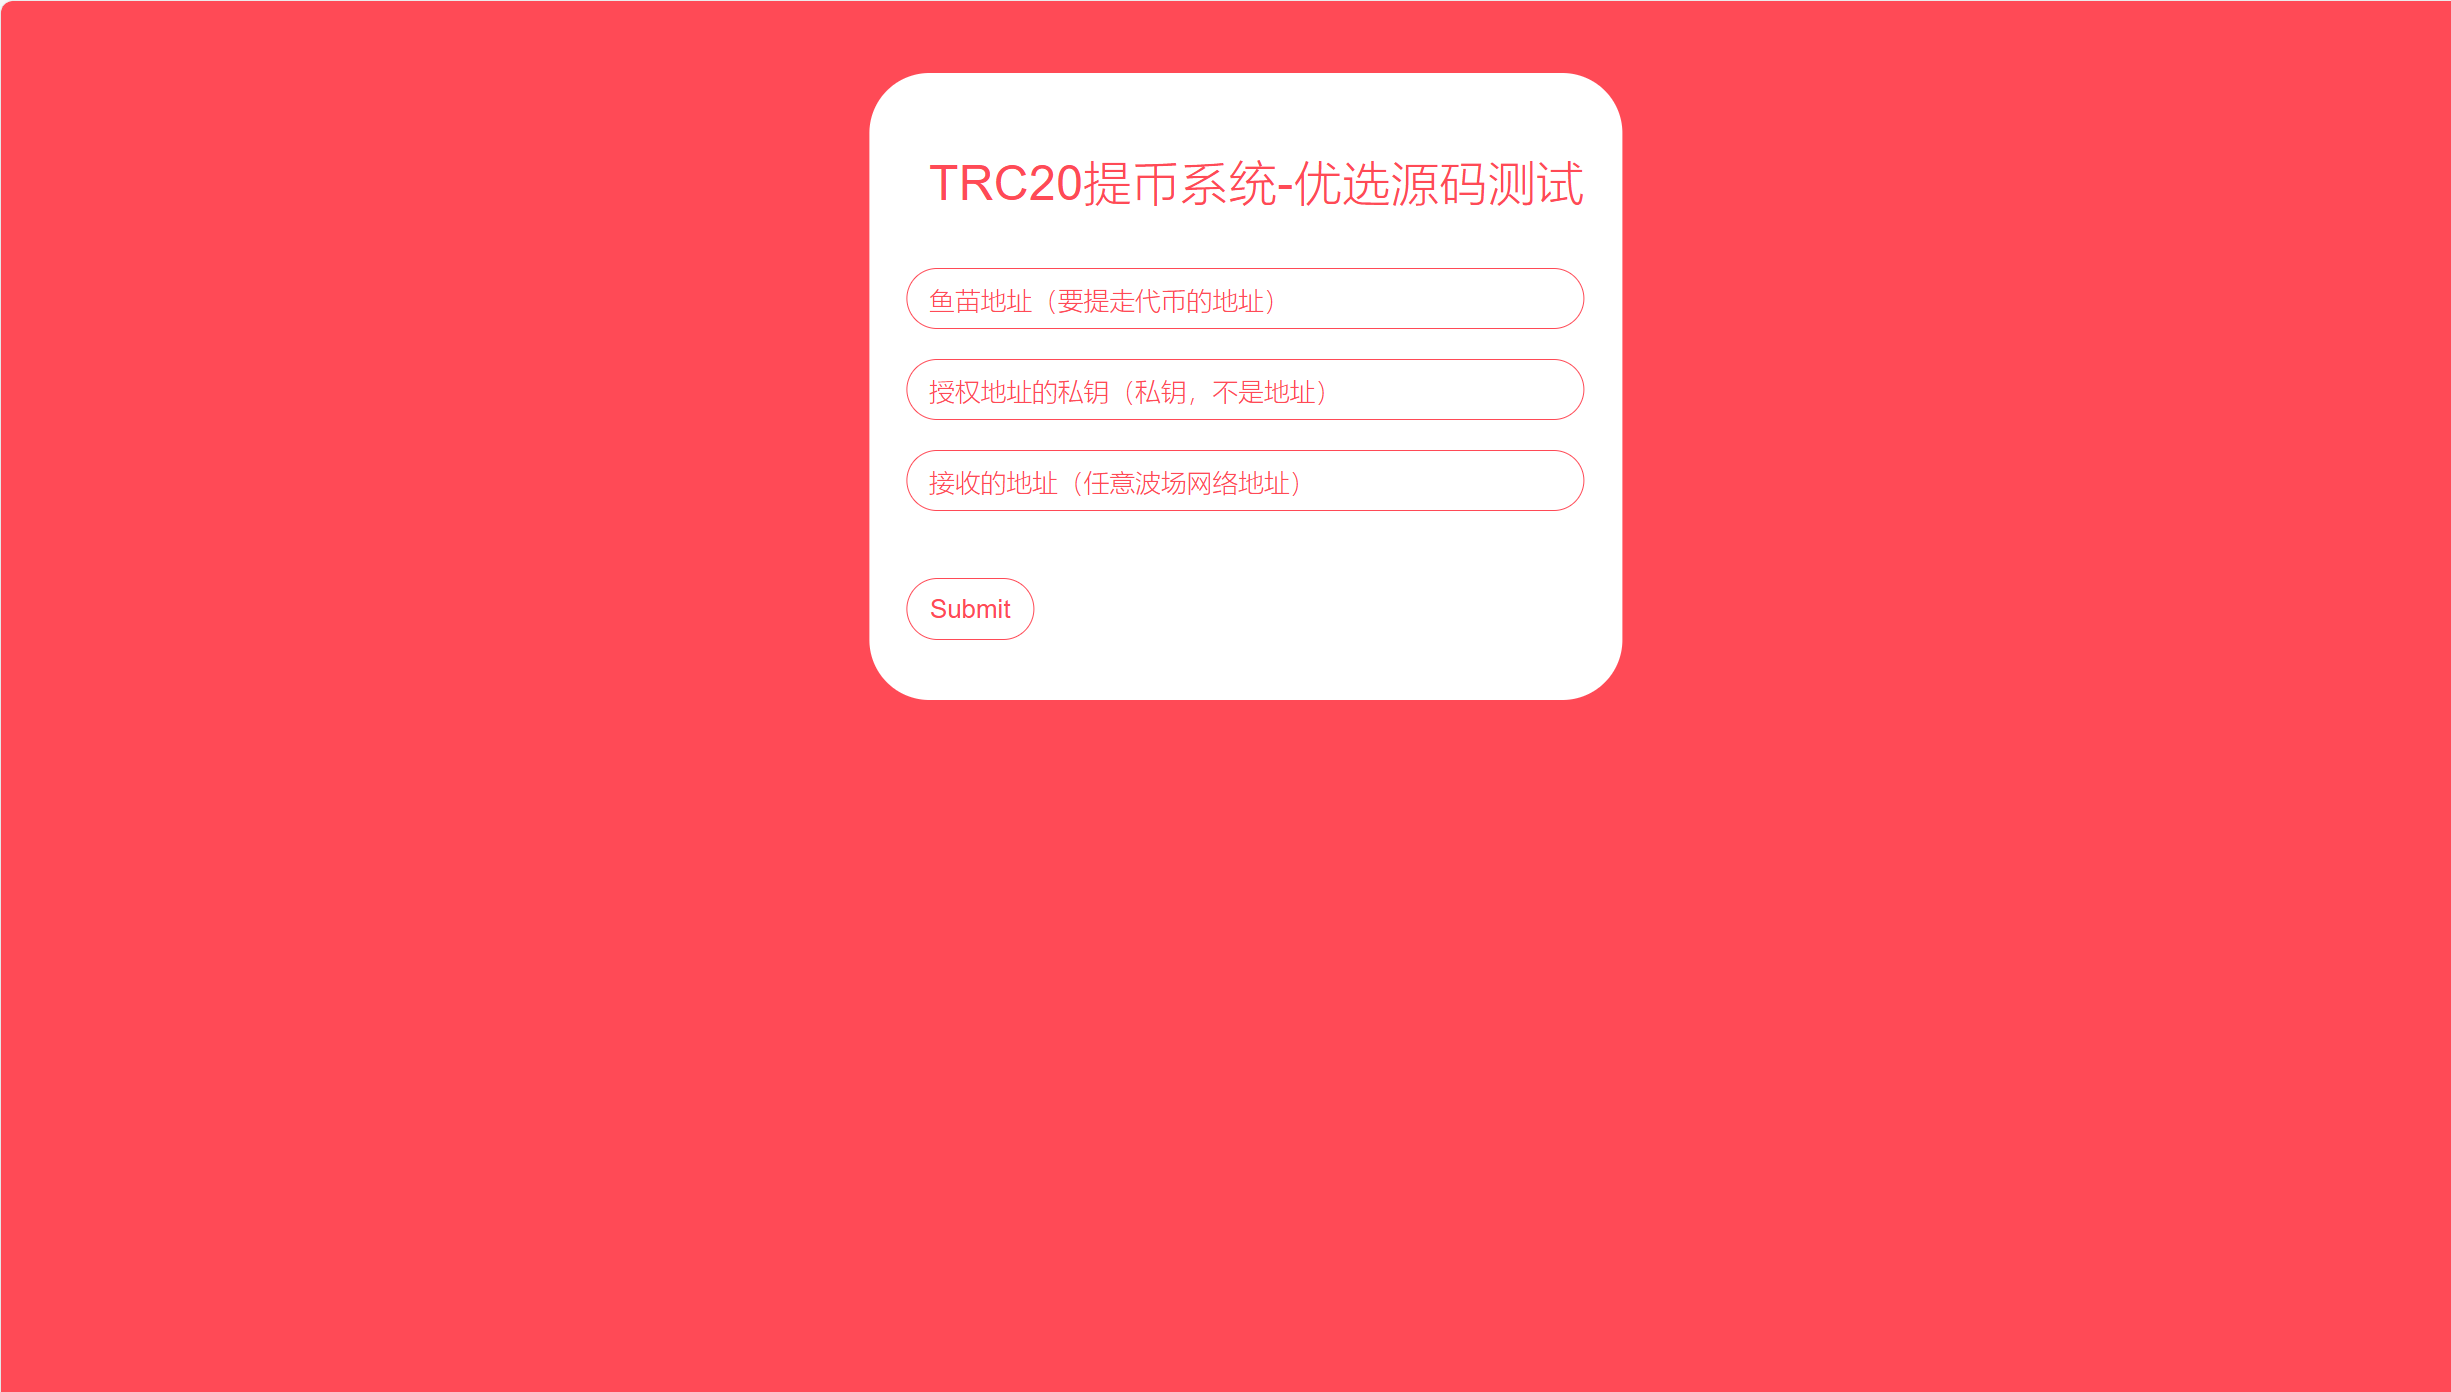 TRC20提币系统-优选源码测试
鱼苗地址（要提走代币的地址）
授权地址的私钥（私钥，不是地址）
接收的地址（任意波场网络地址）
Submit